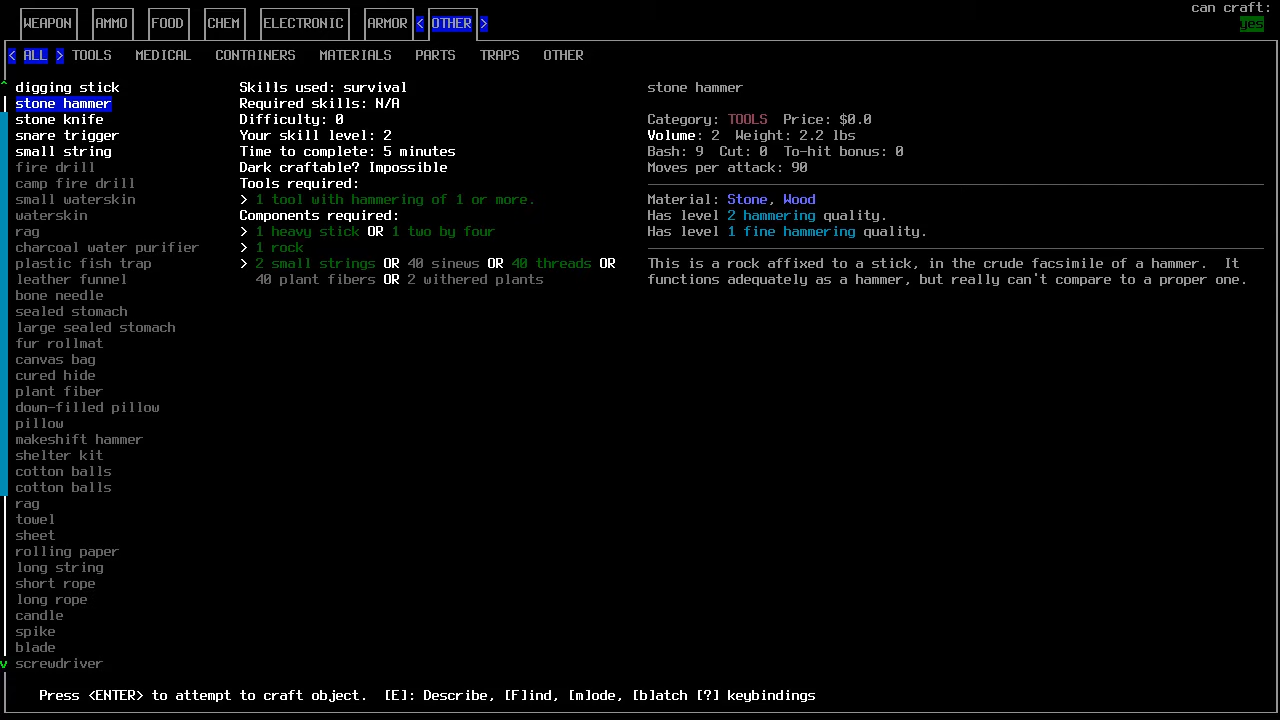 can craft:
WEAPON AMMO FOOD CHEM ELECTRONIC ARMOR < OTHER >
yes
< ALL > TOOLS MEDICAL CONTAINERS MATERIALS PARTS TRAPS OTHER
^
digging stick Skills used: survival stone hammer
stone hammer Required skills: N/A
stone knife Difficulty: 0 Category: TOOLS Price: $0.0
snare trigger Your skill level: 2 Volume: 2 Weight: 2.2 lbs
small string Time to complete: 5 minutes Bash: 9 Cut: 0 To-hit bonus: 0
fire drill Dark craftable? Impossible Moves per attack: 90
camp fire drill Tools required:
small waterskin > 1 tool with hammering of 1 or more. Material: Stone, Wood
waterskin Components required: Has level 2 hammering quality.
rag > 1 heavy stick OR 1 two by four Has level 1 fine hammering quality.
charcoal water purifier > 1 rock
plastic fish trap > 2 small strings OR 40 sinews OR 40 threads OR This is a rock affixed to a stick, in the crude facsimile of a hammer. It
leather funnel 40 plant fibers OR 2 withered plants functions adequately as a hammer, but really can't compare to a proper one.
bone needle
sealed stomach
large sealed stomach
fur rollmat
canvas bag
cured hide
plant fiber
down-filled pillow
pillow
makeshift hammer
shelter kit
cotton balls
cotton balls
rag
towel
sheet
rolling paper
long string
short rope
long rope
candle
spike
blade
v screwdriver
Press <ENTER> to attempt to craft object. [E]: Describe, [F]ind, [m]ode, [b]atch [?] keybindings